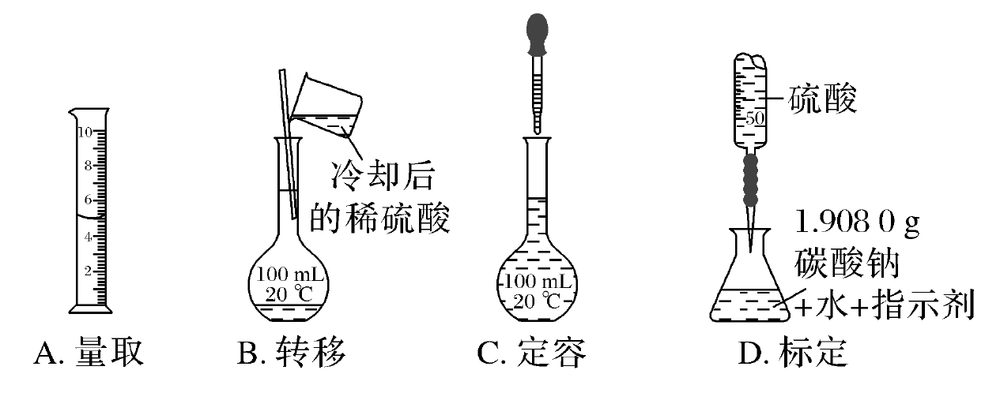 10
8
6
4
2
A. 量取
冷却后
的稀硫酸
100 mL
20 ℃
B. 转移
100 mL
20 ℃
C. 定容
硫酸
50
1.908 0 g
碳酸钠
+水+指示剂
D. 标定